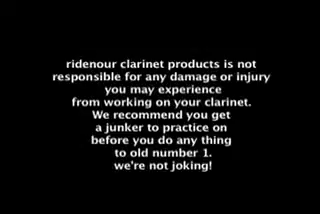 ridenour clarinet products is not
responsible for any damage or injury
you may experience
from working on your clarinet.
We recommend you get
a junker to practice on
before you do any thing
to old number 1.
we're not joking!